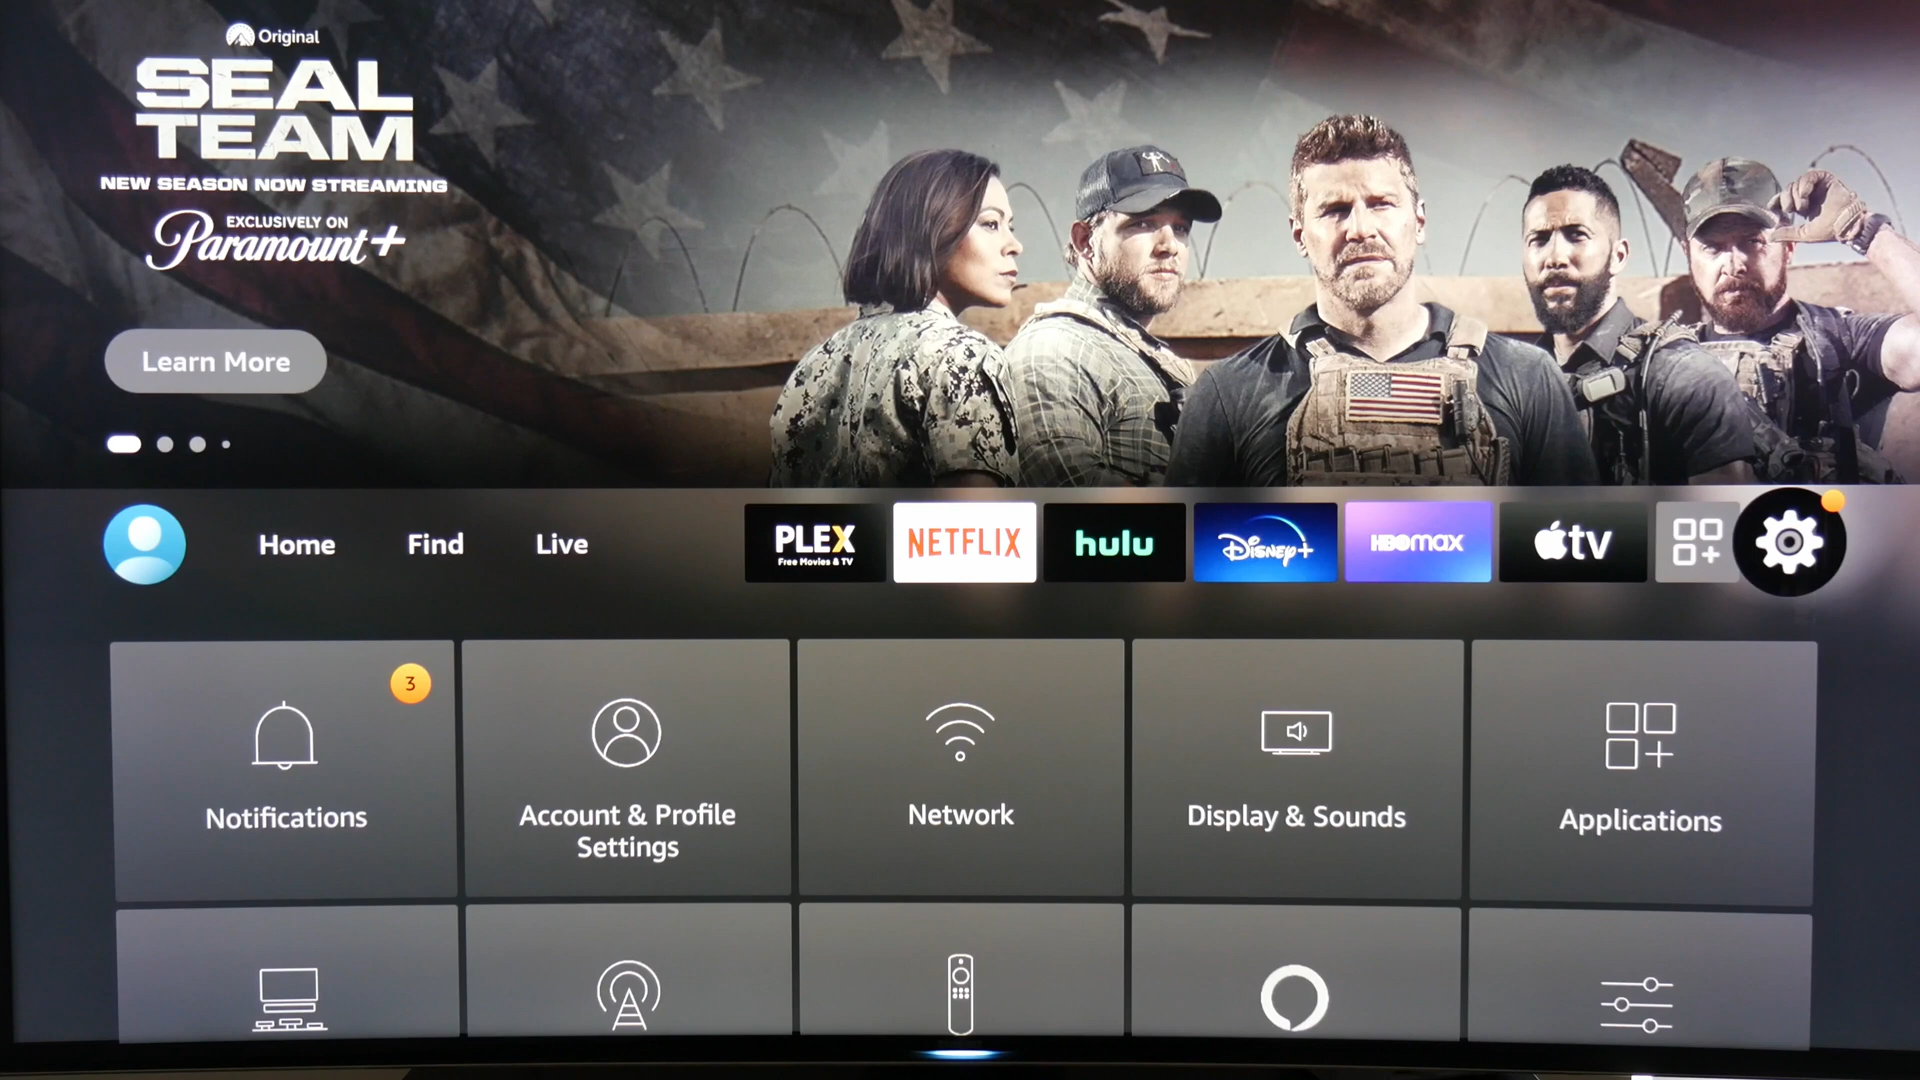 Original
SEAL
TEAM
NEW SEASON NOW STREAMING
EXCLUSIVELY ON
Paramount+
Learn More
Home
Find
Live
PLEX
Free Movies & TV
NETFLIX
hulu
Disney+
HBOmax
tv
3
Notifications
Account & Profile
Settings
Network
Display & Sounds
Applications